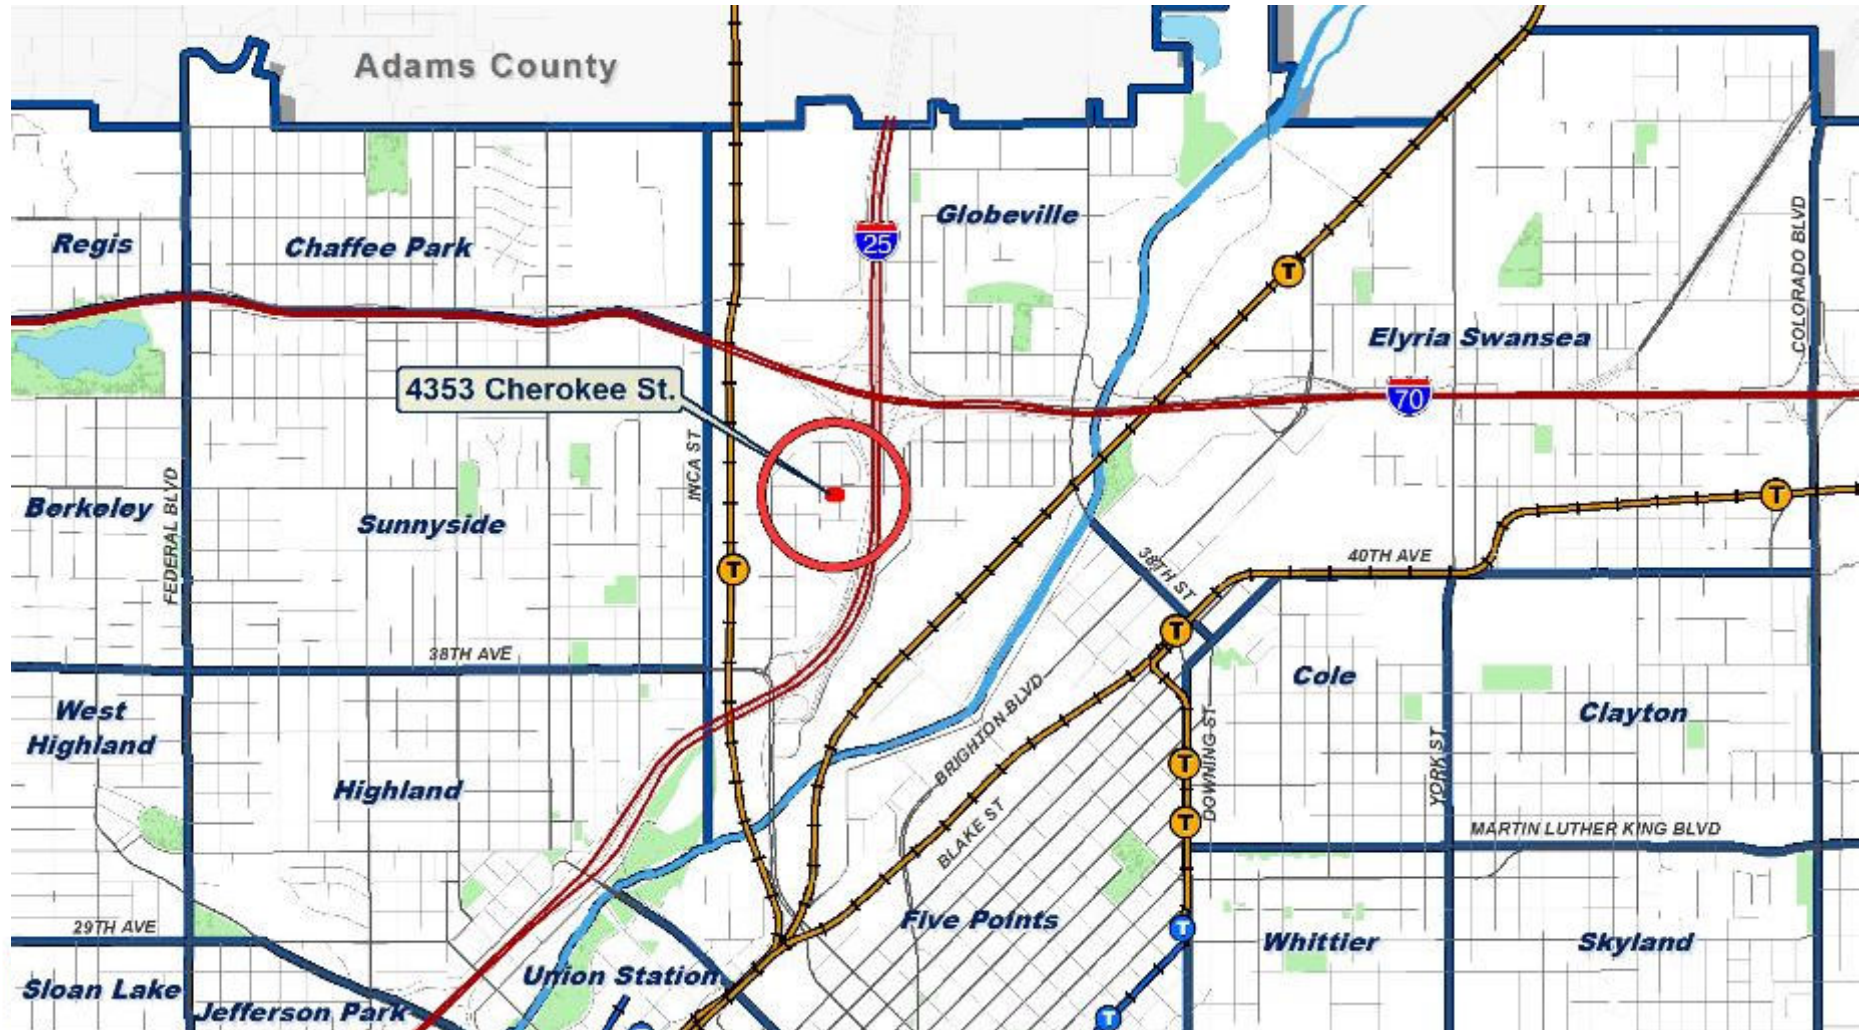 Adams County
Globeville
Regis
Chaffee Park
25
COLORADO BLVD
T
Elyria Swansea
4353 Cherokee St.
70
INCA ST
FEDERAL BLVD
Berkeley
Sunnyside
T
T
38TH ST
40TH AVE
T
38TH AVE
Cole
West
Highland
Clayton
BRIGHTON BLVD
DOWNING ST
YORK ST
T
Highland
T
MARTIN LUTHER KING BLVD
BLAKE ST
29TH AVE
Five Points
T
Whittier
Skyland
Union Station
Sloan Lake
Jefferson Park
T